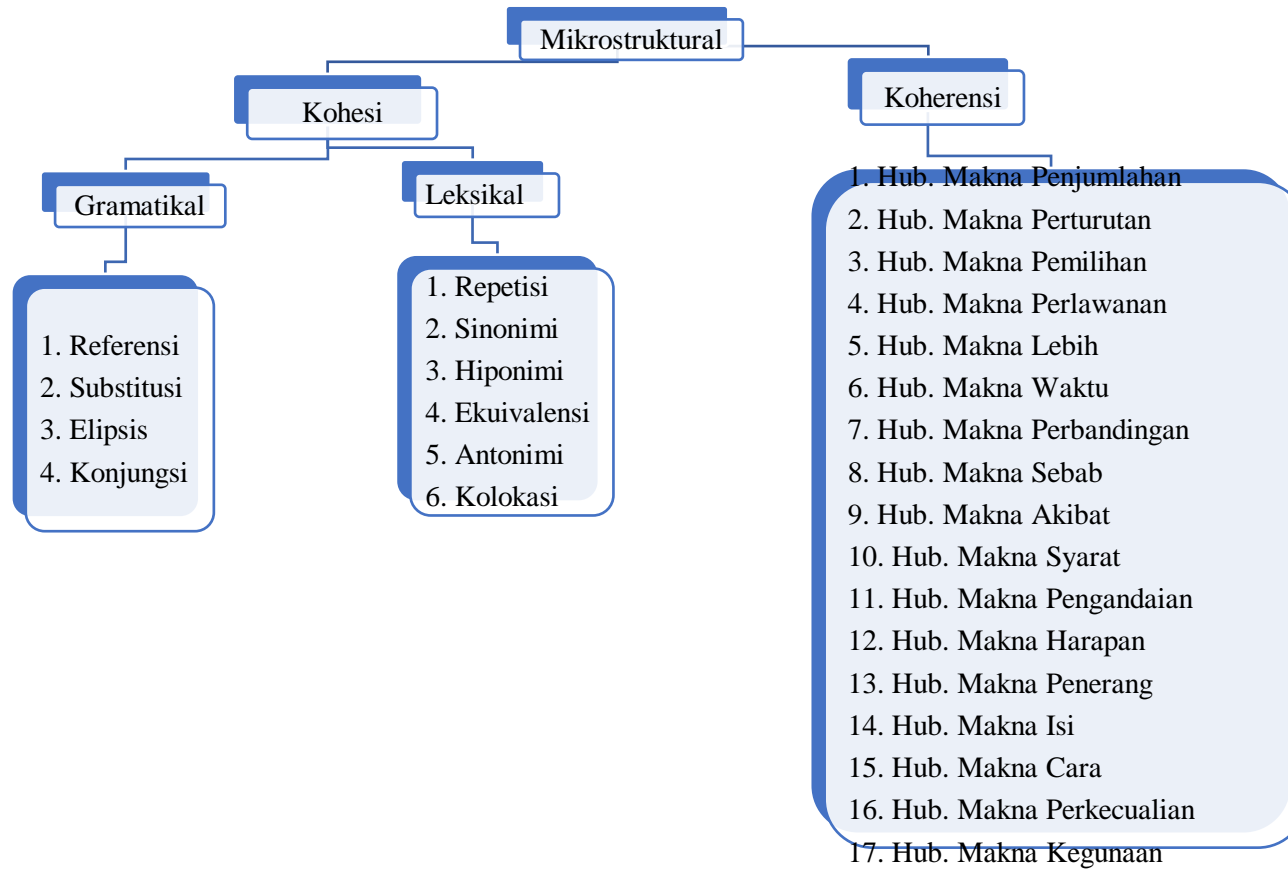 Mikrostruktural
Kohesi
Koherensi
Gramatikal
Leksikal
1. Referensi
2. Substitusi
3. Elipsis
4. Konjungsi
1. Repetisi
2. Sinonimi
3. Hiponimi
4. Ekuivalensi
5. Antonimi
6. Kolokasi
1. Hub. Makna Penjumlahan
2. Hub. Makna Perturutan
3. Hub. Makna Pemilihan
4. Hub. Makna Perlawanan
5. Hub. Makna Lebih
6. Hub. Makna Waktu
7. Hub. Makna Perbandingan
8. Hub. Makna Sebab
9. Hub. Makna Akibat
10. Hub. Makna Syarat
11. Hub. Makna Pengandaian
12. Hub. Makna Harapan
13. Hub. Makna Penerang
14. Hub. Makna Isi
15. Hub. Makna Cara
16. Hub. Makna Perkecualian
17. Hub. Makna Kegunaan